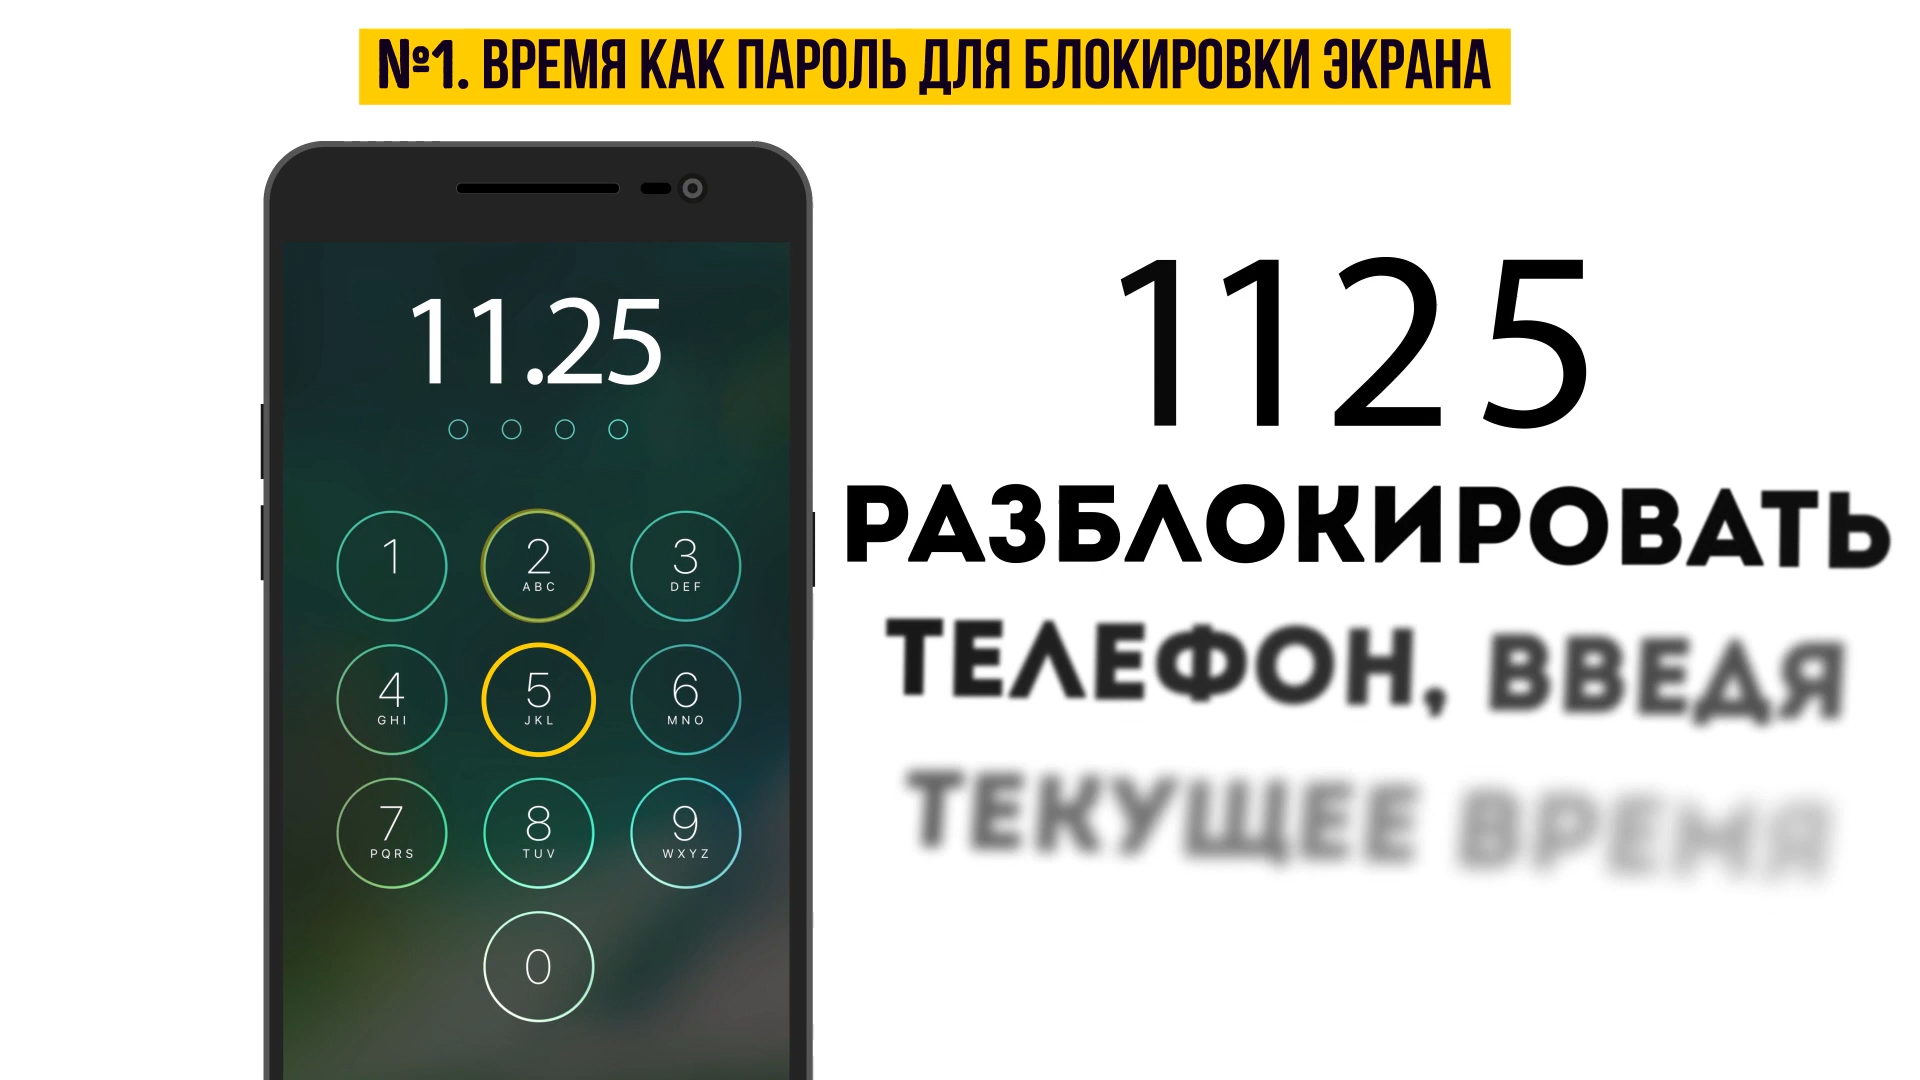 №1. ВРЕМЯ КАК ПАРОЛЬ ДЛЯ БЛОКИРОВКИ ЭКРАНА
11.25
1
2
ABC
3
DEF
4
GHI
5
JKL
6
MNO
7
PQRS
8
TUV
9
WXYZ
0
1125
РАЗБЛОКИРОВАТЬ
ТЕЛЕФОН, ВВЕДЯ
ТЕКУЩЕЕ ВРЕМЯ